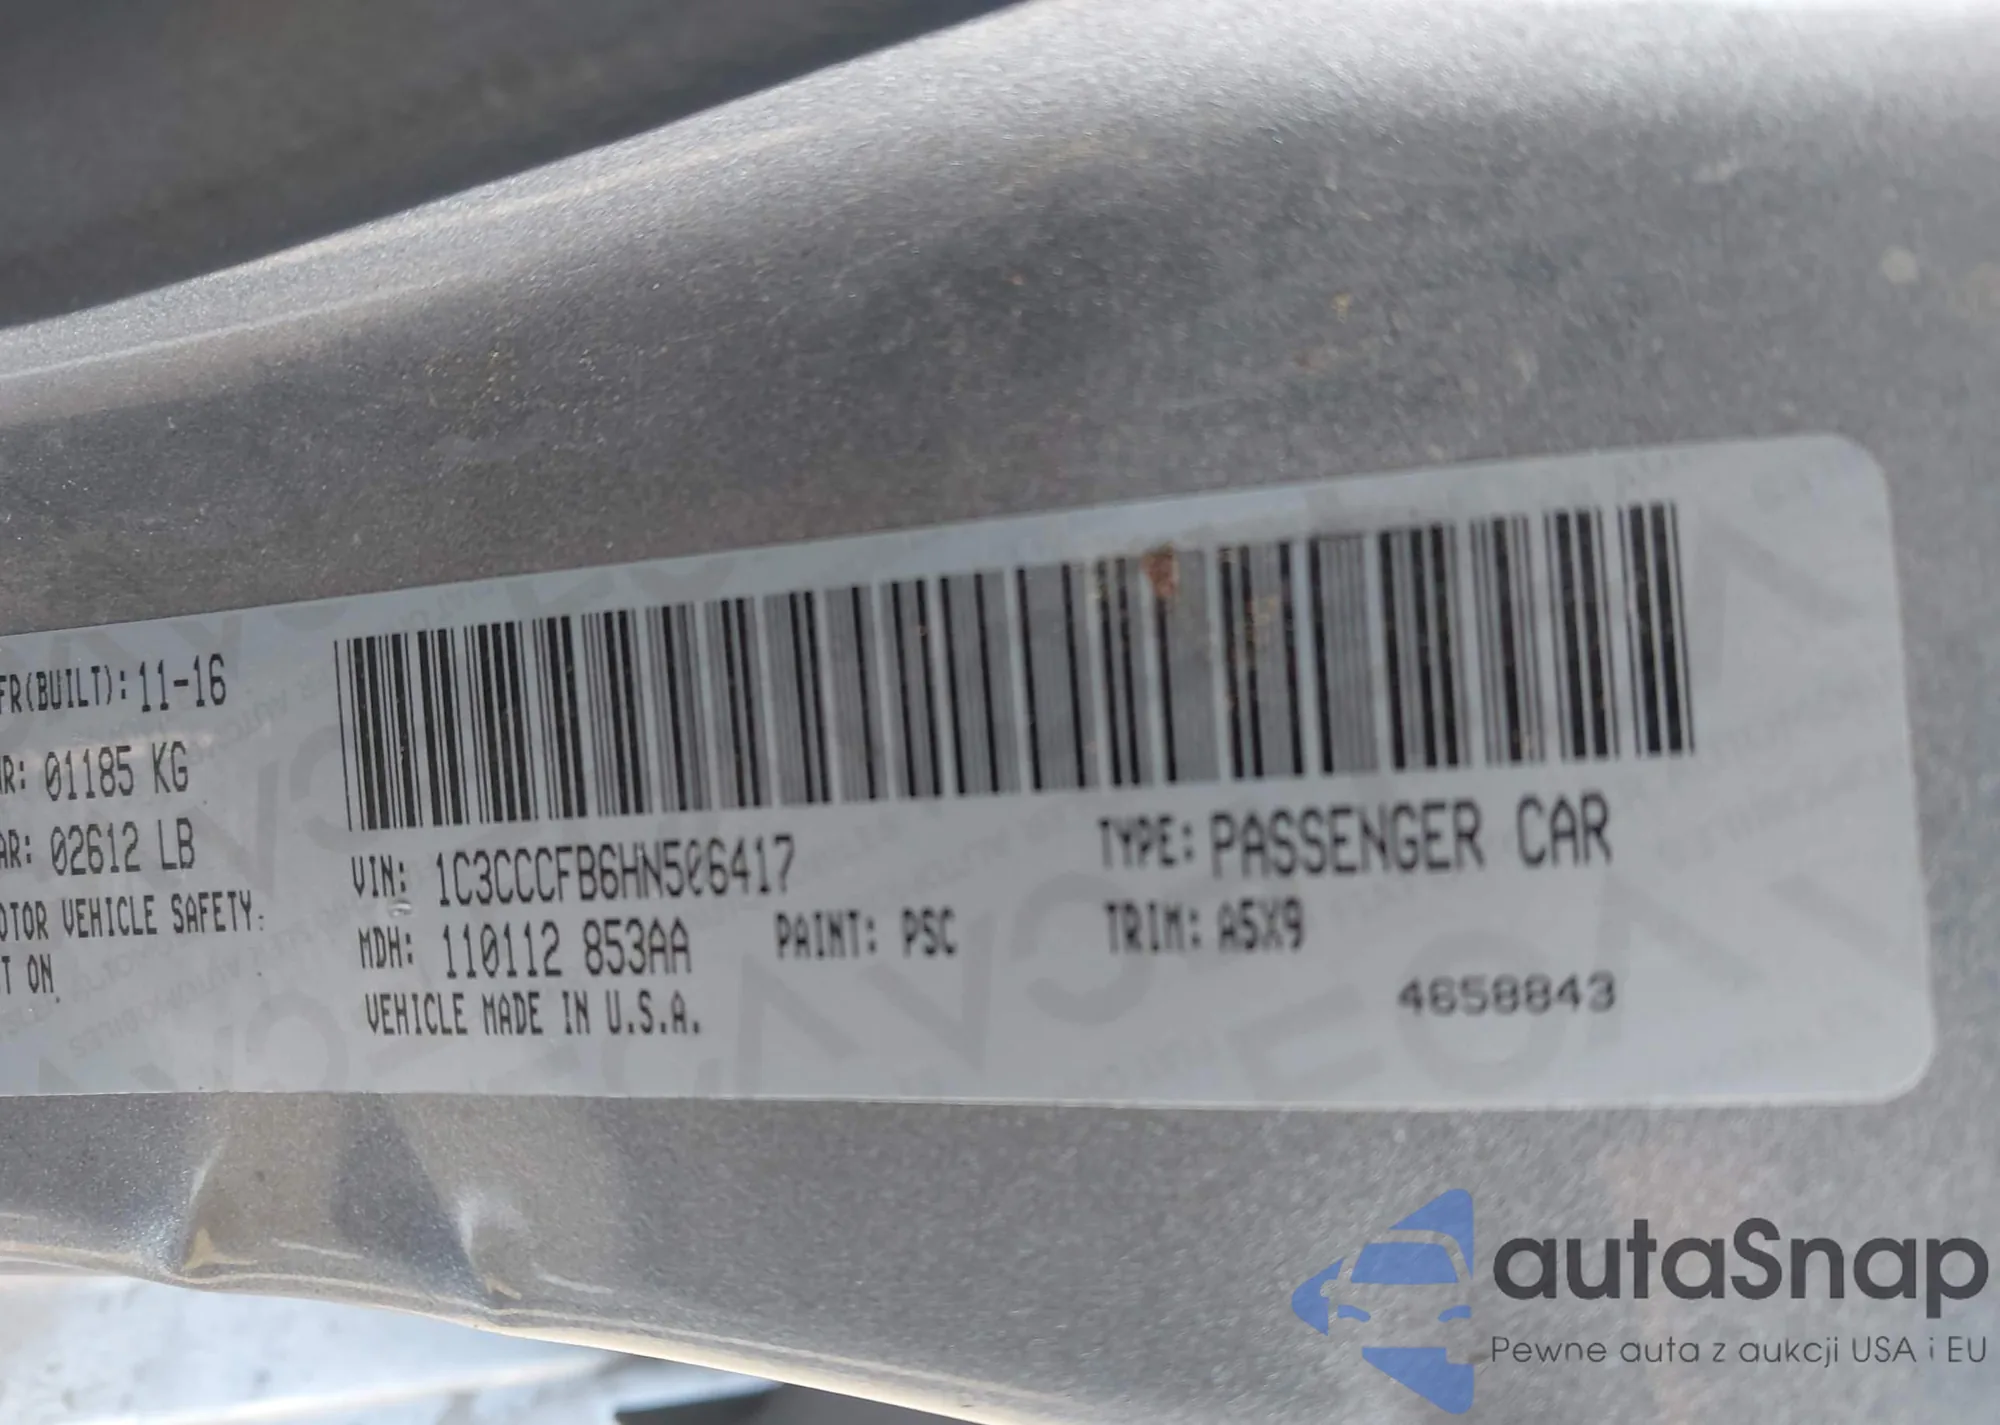 FR(BUILT): 11-16
WR: 01185 KG
AR: 02612 LB
OTOR VEHICLE SAFETY
T ON
VIN: 1C3CCCFB6HN506417
TYPE: PASSENGER CAR
MDH: 110112 853AA
PAINT: PSC
TRIM: A5X9
VEHICLE MADE IN U.S.A.
4658843
autaSnap
Pewne auta z aukcji USA i EU